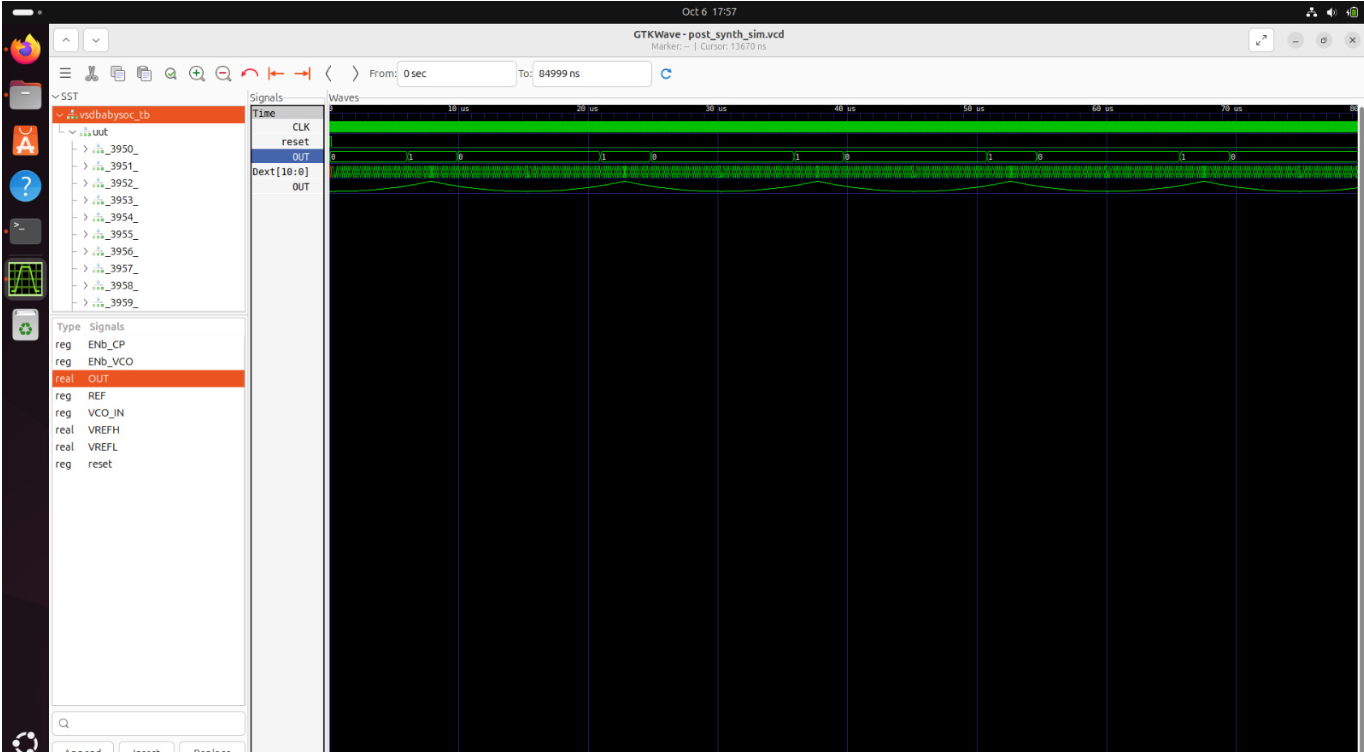 Oct 6 17:57
GTKWave - post_synth_sim.vcd
Marker: -- | Cursor: 13670 ns
From: 0 sec To: 84999 ns
SST
vsdbabysoc_tb
uut
_3950_
_3951_
_3952_
_3953_
_3954_
_3955_
_3956_
_3957_
_3958_
_3959_
Type Signals
reg ENb_CP
reg ENb_VCO
real OUT
reg REF
reg VCO_IN
real VREFH
real VREFL
reg reset
Append Insert Replace
Signals
Time
CLK
reset
OUT
Dext[10:0]
OUT
Waves
0 10 us 20 us 30 us 40 us 50 us 60 us 70 us 80
0 1 0 1 0 1 0 1 0 1 0